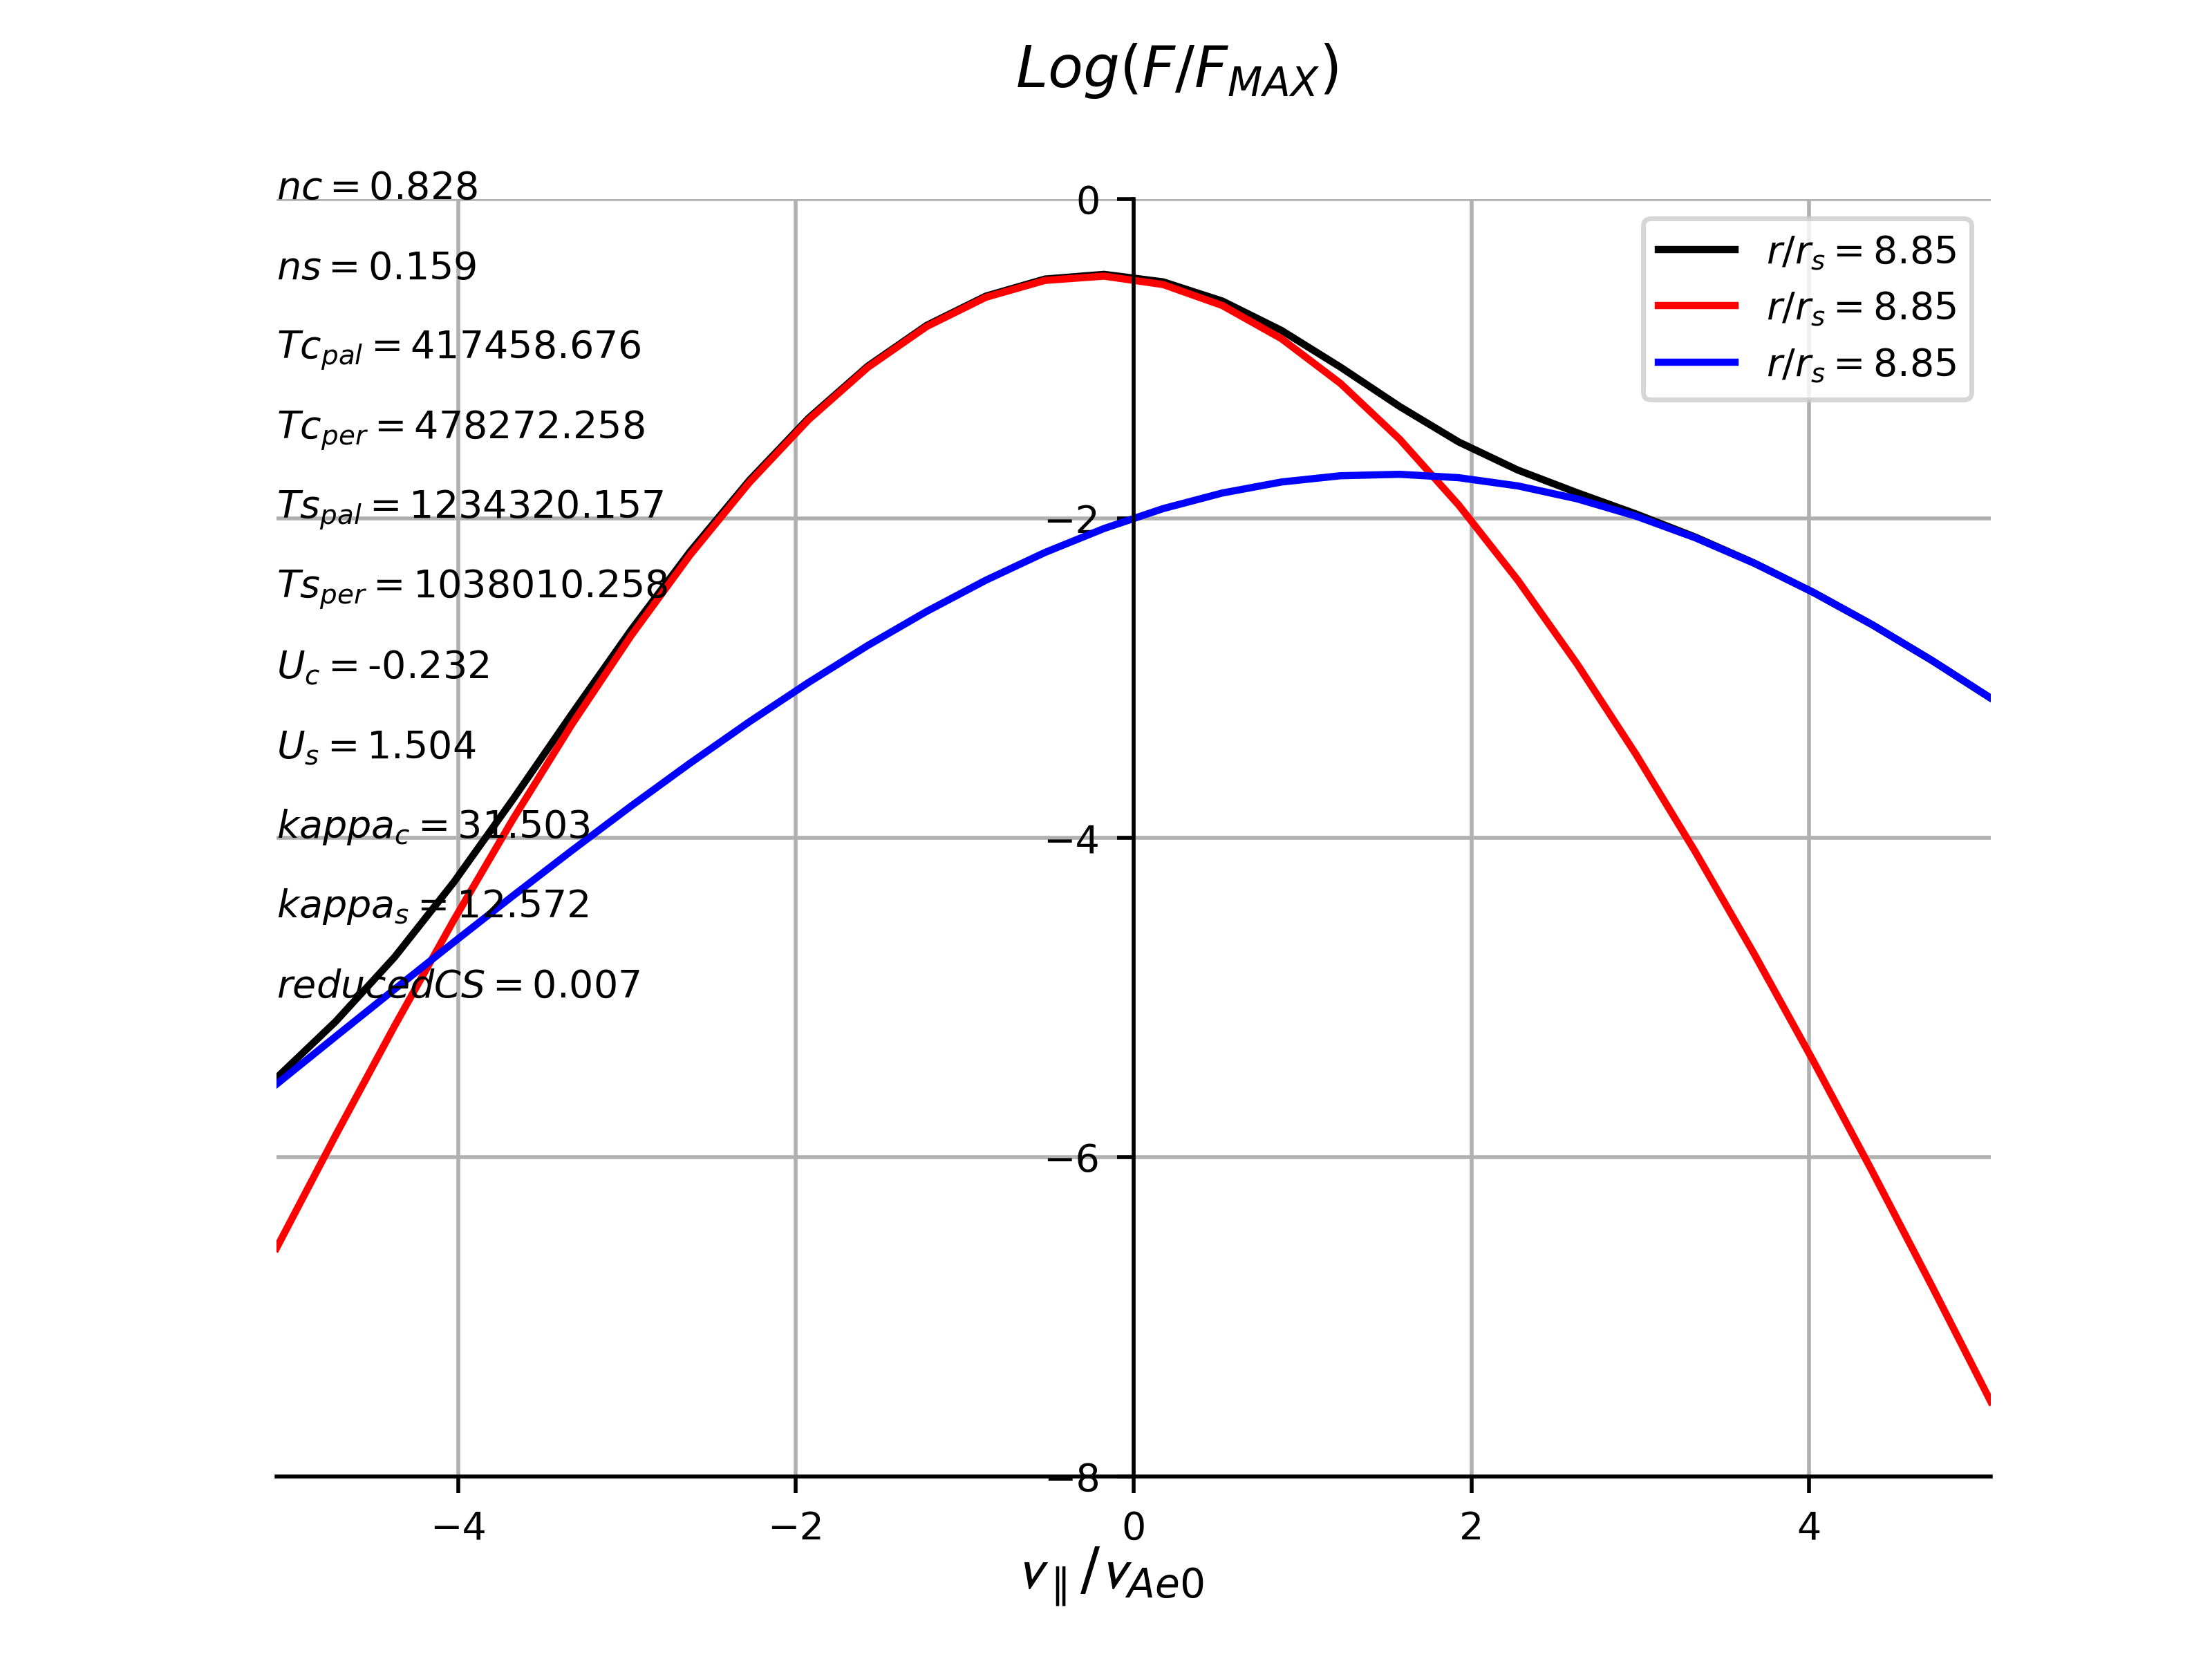 Log(F/F_MAX)
nc = 0.828
ns = 0.159
Tc_pal = 417458.676
Tc_per = 478272.258
Ts_pal = 1234320.157
Ts_per = 1038010.258
U_c = -0.232
U_s = 1.504
kappa_c = 31.503
kappa_s = 12.572
reducedCS = 0.007
0
−2
−4
−6
−8
r/r_s = 8.85
r/r_s = 8.85
r/r_s = 8.85
−4 −2 0 2 4
v_∥/v_Ae0